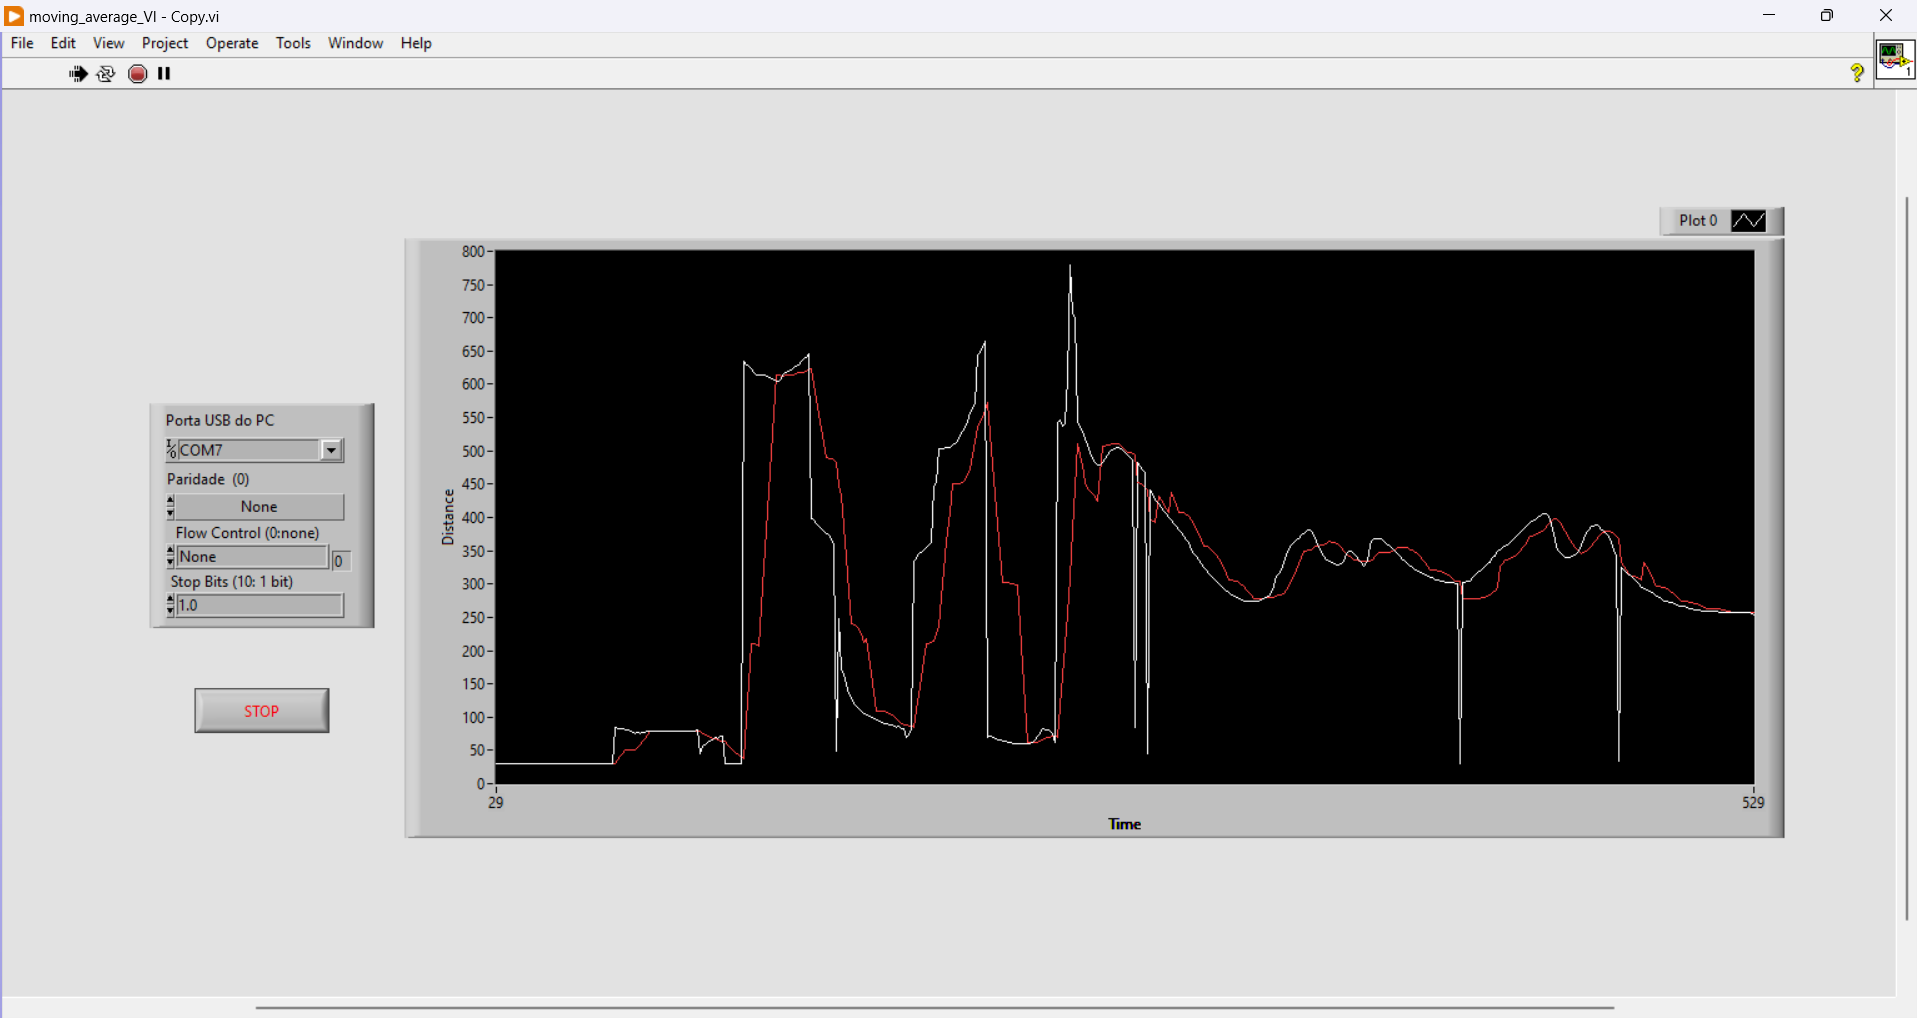 moving_average_VI - Copy.vi
File Edit View Project Operate Tools Window Help
1
Plot 0
Porta USB do PC
I/O COM7
Paridade (0)
None
Flow Control (0:none)
None 0
Stop Bits (10: 1 bit)
1.0
STOP
Distance
800
750
700
650
600
550
500
450
400
350
300
250
200
150
100
50
0
29 529
Time